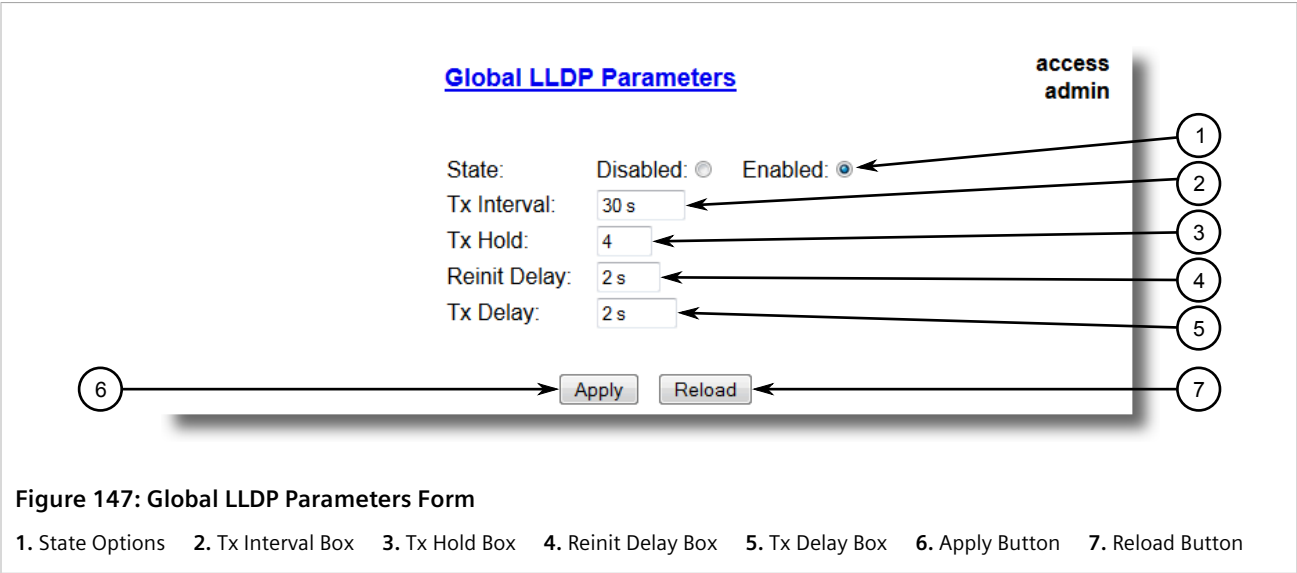 Global LLDP Parameters
access
admin
State: Disabled: Enabled:
1
Tx Interval: 30 s
2
Tx Hold: 4
3
Reinit Delay: 2 s
4
Tx Delay: 2 s
5
6
Apply Reload
7
Figure 147: Global LLDP Parameters Form
1. State Options 2. Tx Interval Box 3. Tx Hold Box 4. Reinit Delay Box 5. Tx Delay Box 6. Apply Button 7. Reload Button